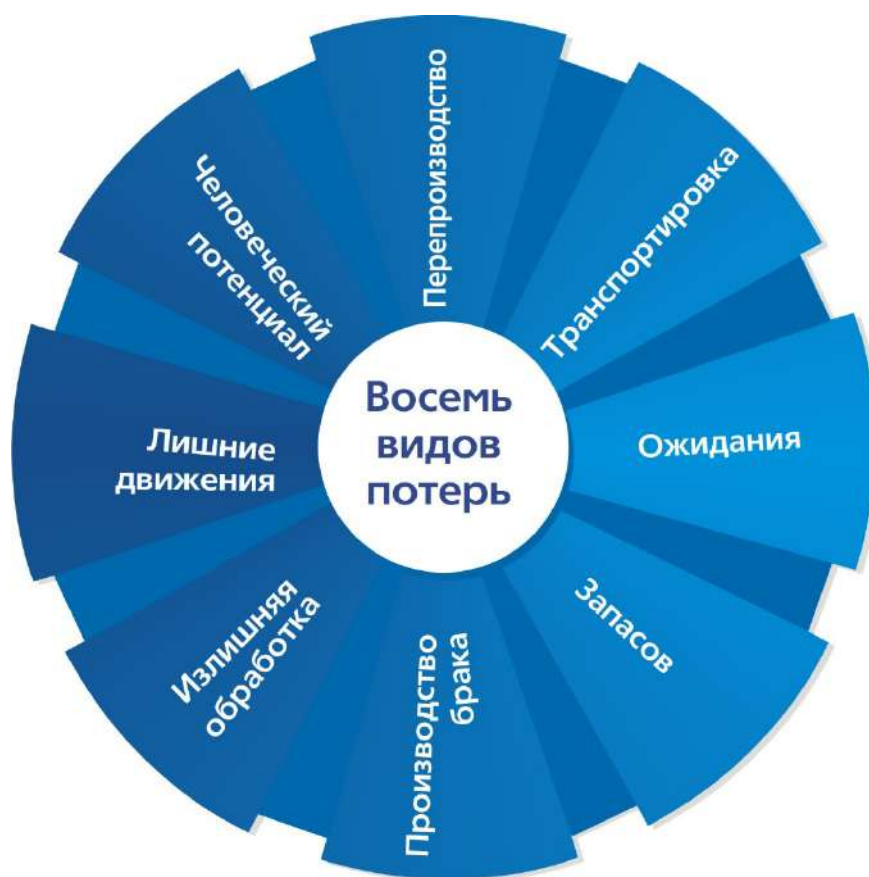 Восемь
видов
потерь
Перепроизводство
Транспортировка
Ожидания
Запасов
Производство
брака
Излишняя
обработка
Лишние
движения
Человеческий
потенциал